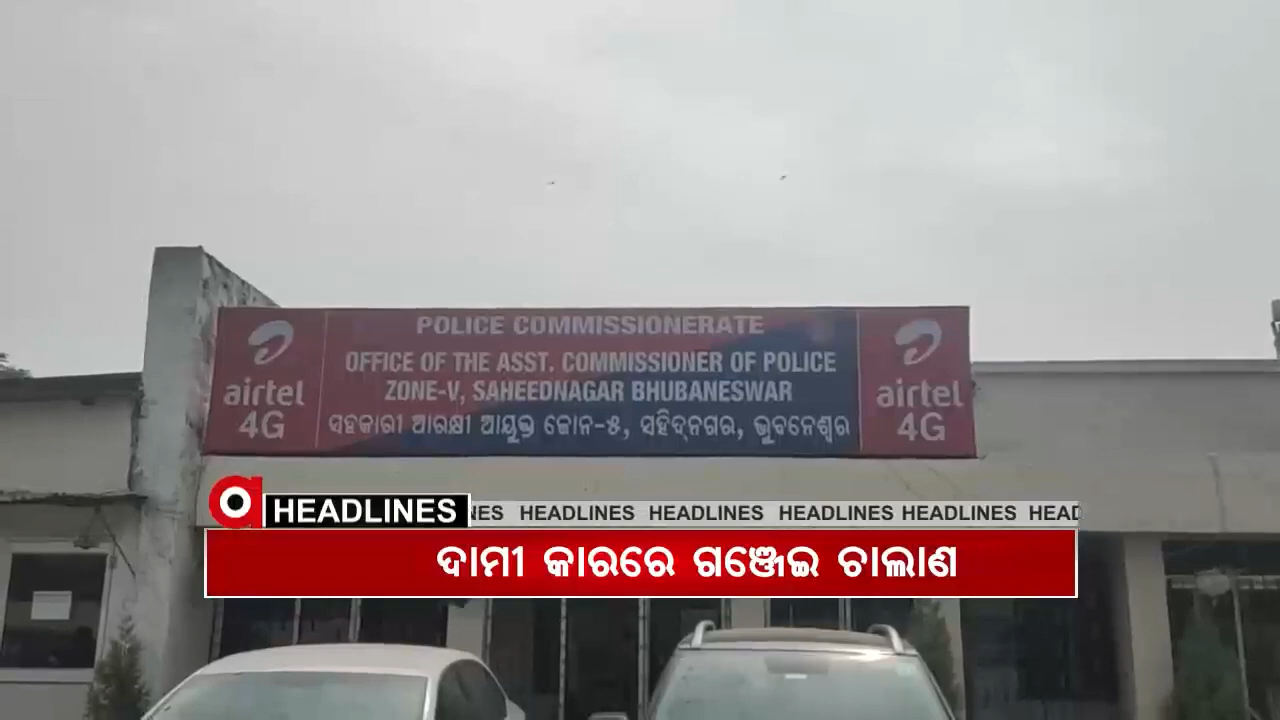 POLICE COMMISSIONERATE
OFFICE OF THE ASST. COMMISSIONER OF POLICE
ZONE-V, SAHEEDNAGAR BHUBANESWAR
ସହକାରୀ ଆରକ୍ଷୀ ଆୟୁକ୍ତ ଜୋନ-୫, ସହିଦ୍‌ନଗର, ଭୁବନେଶ୍ୱର
airtel
4G
airtel
4G
a HEADLINES
NES HEADLINES HEADLINES HEADLINES HEADLINES HEAD
ଦାମୀ କାରରେ ଗଞ୍ଜେଇ ଚାଲାଣ